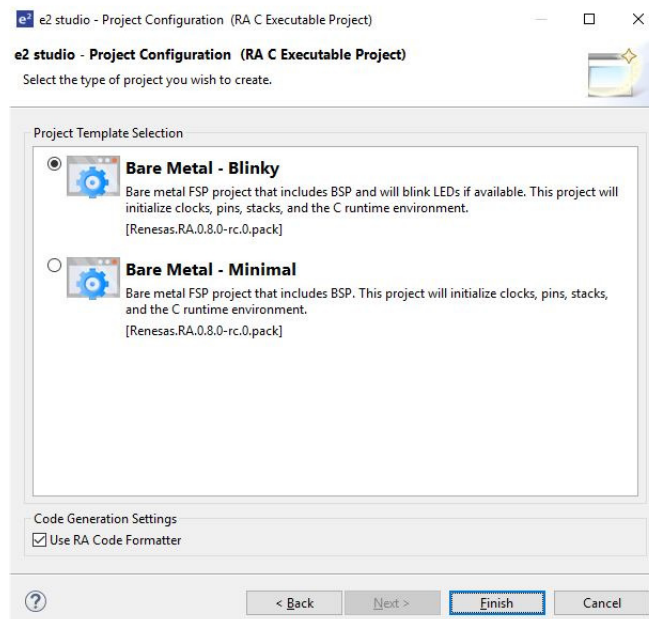 e2 e2 studio - Project Configuration (RA C Executable Project)
e2 studio - Project Configuration (RA C Executable Project)
Select the type of project you wish to create.
Project Template Selection
Bare Metal - Blinky
Bare metal FSP project that includes BSP and will blink LEDs if available. This project will
initialize clocks, pins, stacks, and the C runtime environment.
[Renesas.RA.0.8.0-rc.0.pack]
Bare Metal - Minimal
Bare metal FSP project that includes BSP. This project will initialize clocks, pins, stacks,
and the C runtime environment.
[Renesas.RA.0.8.0-rc.0.pack]
Code Generation Settings
Use RA Code Formatter
? < Back Next > Finish Cancel